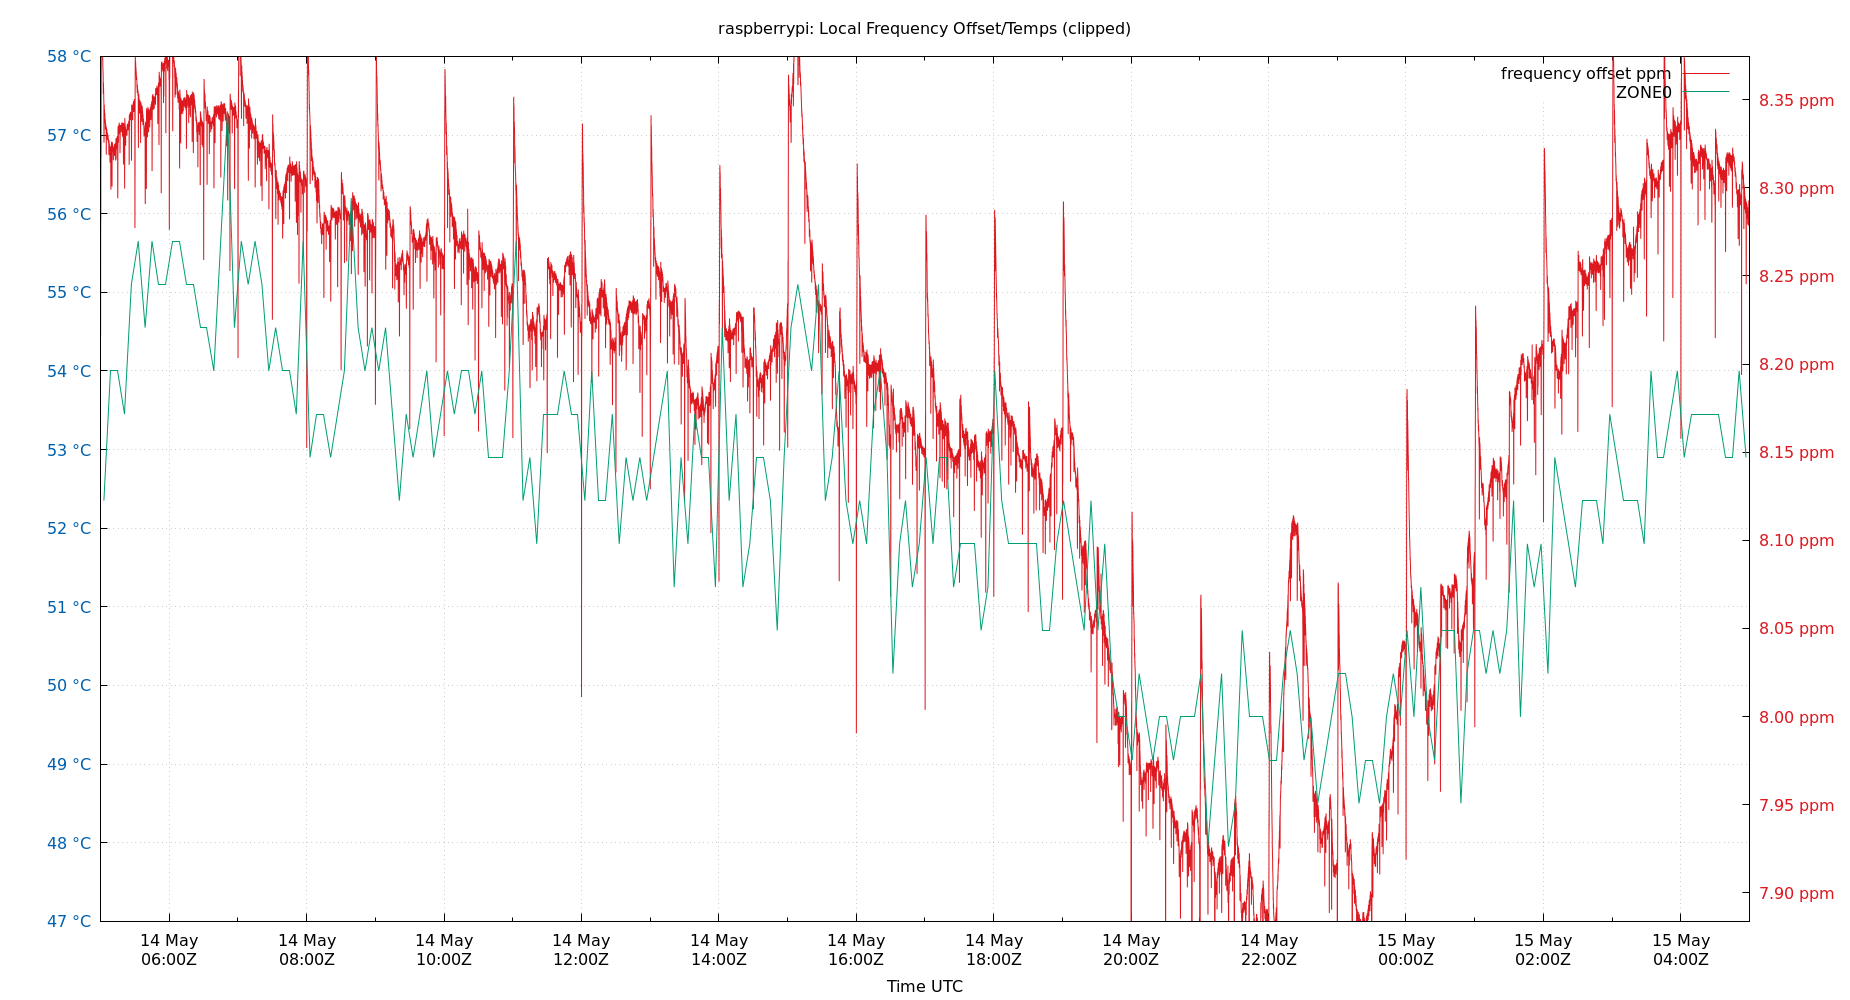 raspberrypi: Local Frequency Offset/Temps (clipped)
58 °C
57 °C
56 °C
55 °C
54 °C
53 °C
52 °C
51 °C
50 °C
49 °C
48 °C
47 °C
frequency offset ppm
ZONE0
8.35 ppm
8.30 ppm
8.25 ppm
8.20 ppm
8.15 ppm
8.10 ppm
8.05 ppm
8.00 ppm
7.95 ppm
7.90 ppm
14 May 14 May 14 May 14 May 14 May 14 May 14 May 14 May 14 May 15 May 15 May 15 May
06:00Z 08:00Z 10:00Z 12:00Z 14:00Z 16:00Z 18:00Z 20:00Z 22:00Z 00:00Z 02:00Z 04:00Z
Time UTC